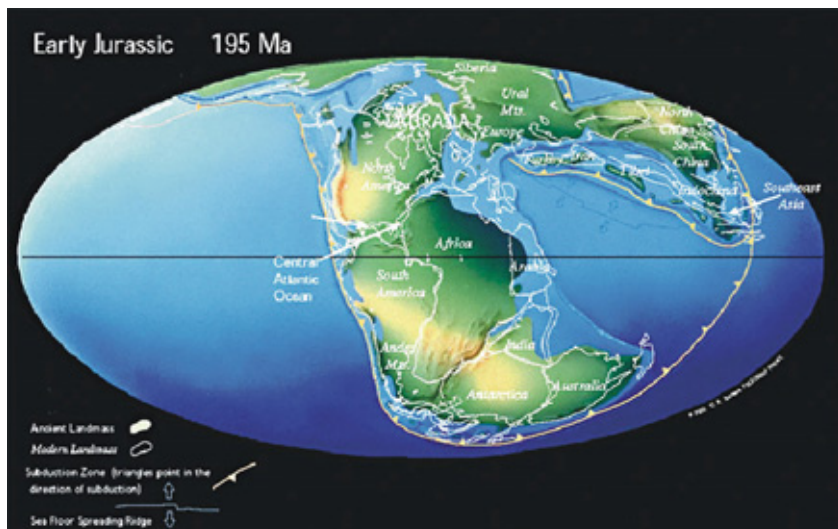 Early Jurassic 195 Ma
Siberia
Ural
Mts.
LAURASIA
Europe
North
China
South
China
North
America
Turkey
Iran
Tibet
Indochina
Southeast
Asia
Africa
Arabia
Central
Atlantic
Ocean
South
America
India
Andes
Mts.
Antarctica
Australia
Ancient Landmass
Modern Landmass
Subduction Zone (triangles point in the
direction of subduction)
Sea Floor Spreading Ridge